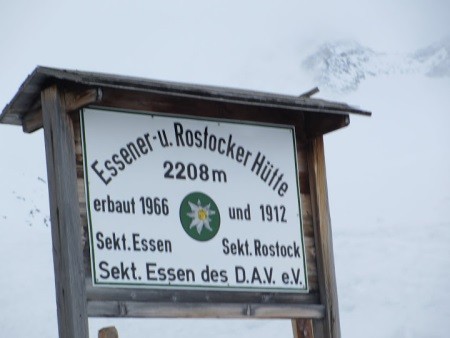 Essener-u. Rostocker Hütte
2208m
erbaut 1966 und 1912
Sekt. Essen Sekt. Rostock
Sekt. Essen des D.A.V. e.V.